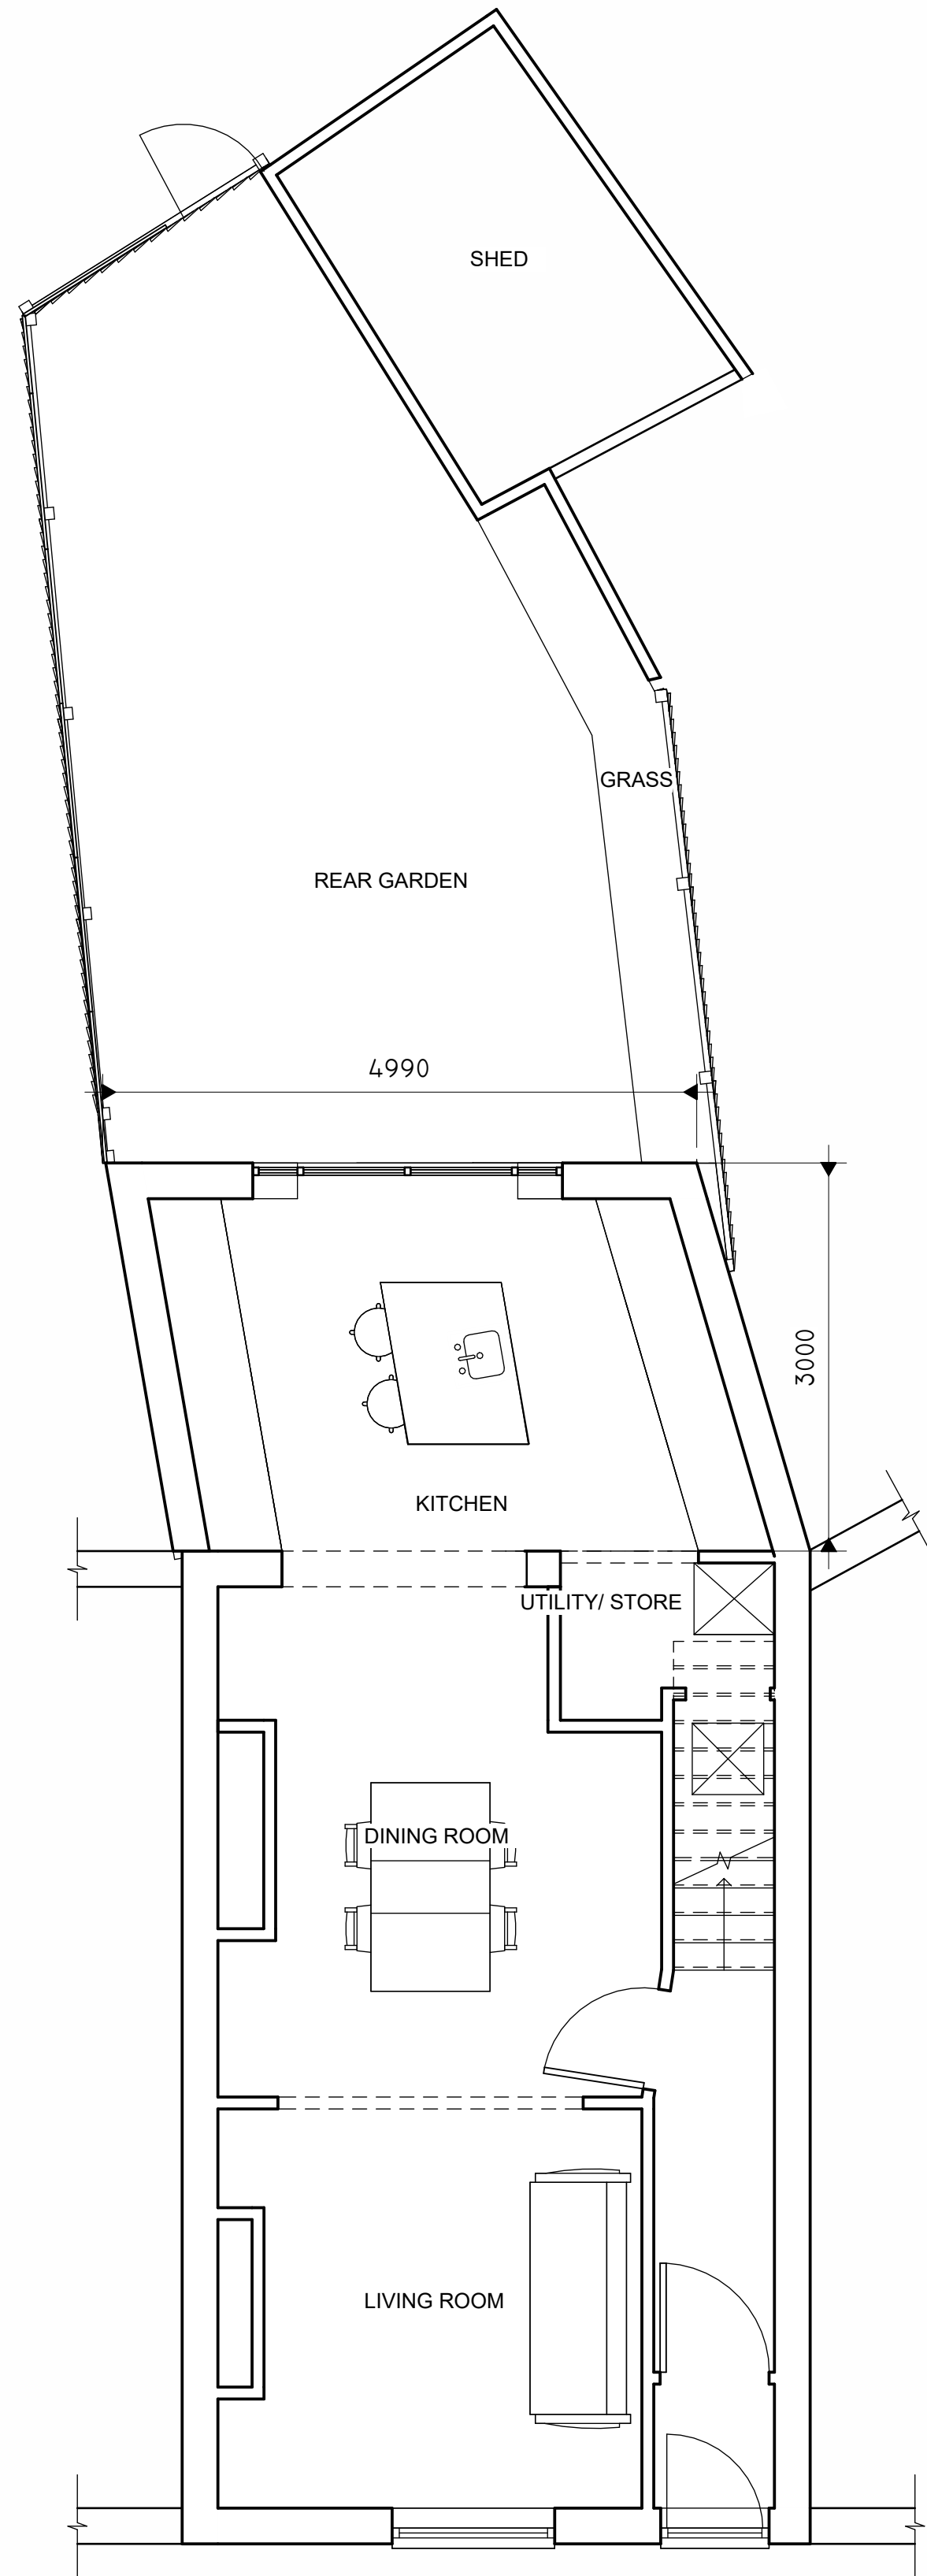 SHED
GRASS
REAR GARDEN
4990
3000
KITCHEN
UTILITY/ STORE
DINING ROOM
LIVING ROOM